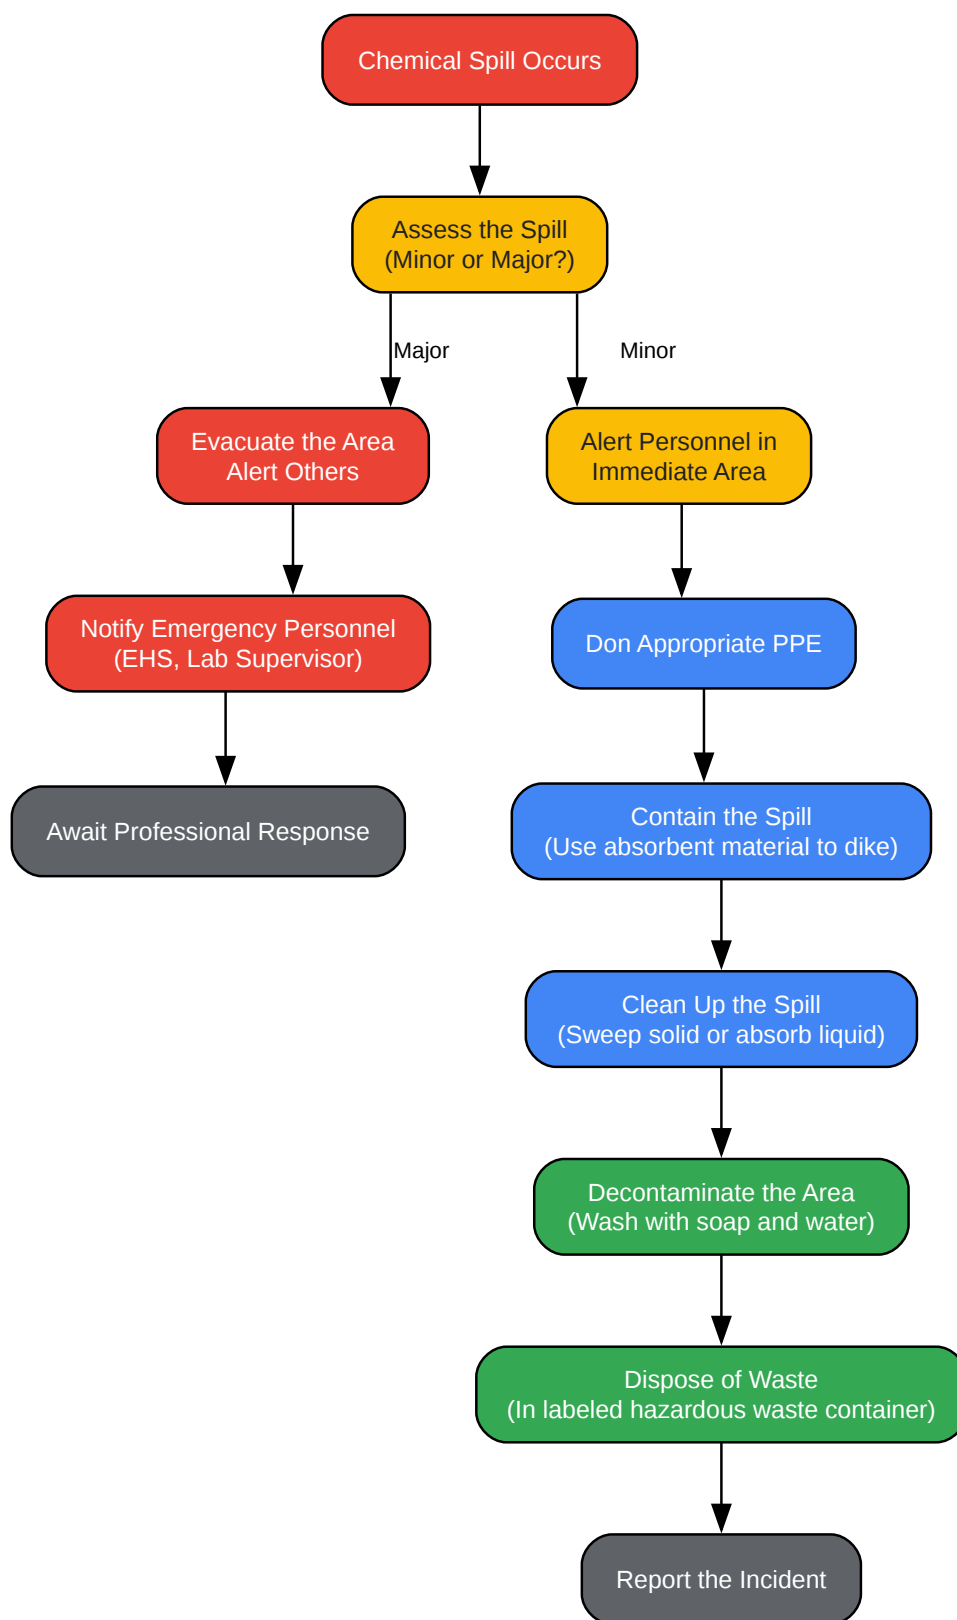 Chemical Spill Occurs
Assess the Spill
(Minor or Major?)
Major
Minor
Evacuate the Area
Alert Others
Alert Personnel in
Immediate Area
Notify Emergency Personnel
(EHS, Lab Supervisor)
Don Appropriate PPE
Await Professional Response
Contain the Spill
(Use absorbent material to dike)
Clean Up the Spill
(Sweep solid or absorb liquid)
Decontaminate the Area
(Wash with soap and water)
Dispose of Waste
(In labeled hazardous waste container)
Report the Incident